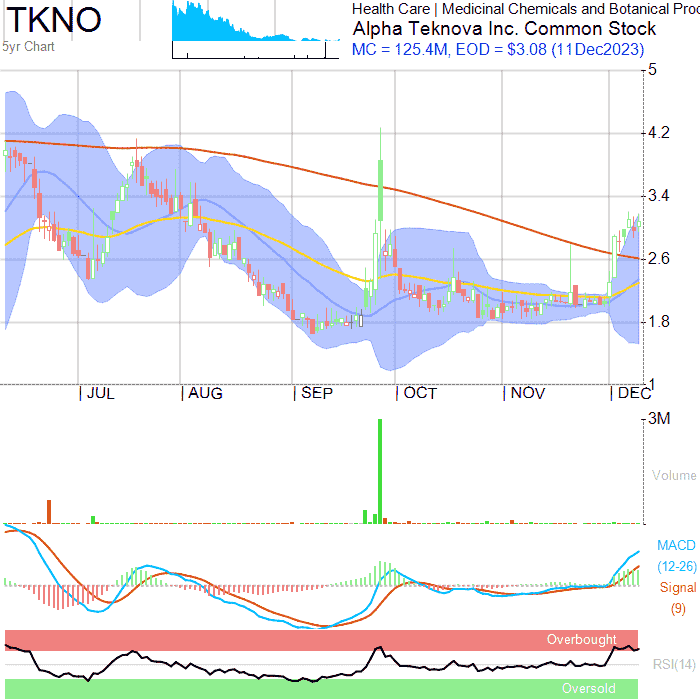 TKNO
5yr Chart
Health Care | Medicinal Chemicals and Botanical Proc
Alpha Teknova Inc. Common Stock
MC = 125.4M, EOD = $3.08 (11Dec2023)
5
4.2
3.4
2.6
1.8
1
JUL AUG SEP OCT NOV DEC
3M
Volume
MACD
(12-26)
Signal
(9)
Overbought
RSI(14)
Oversold